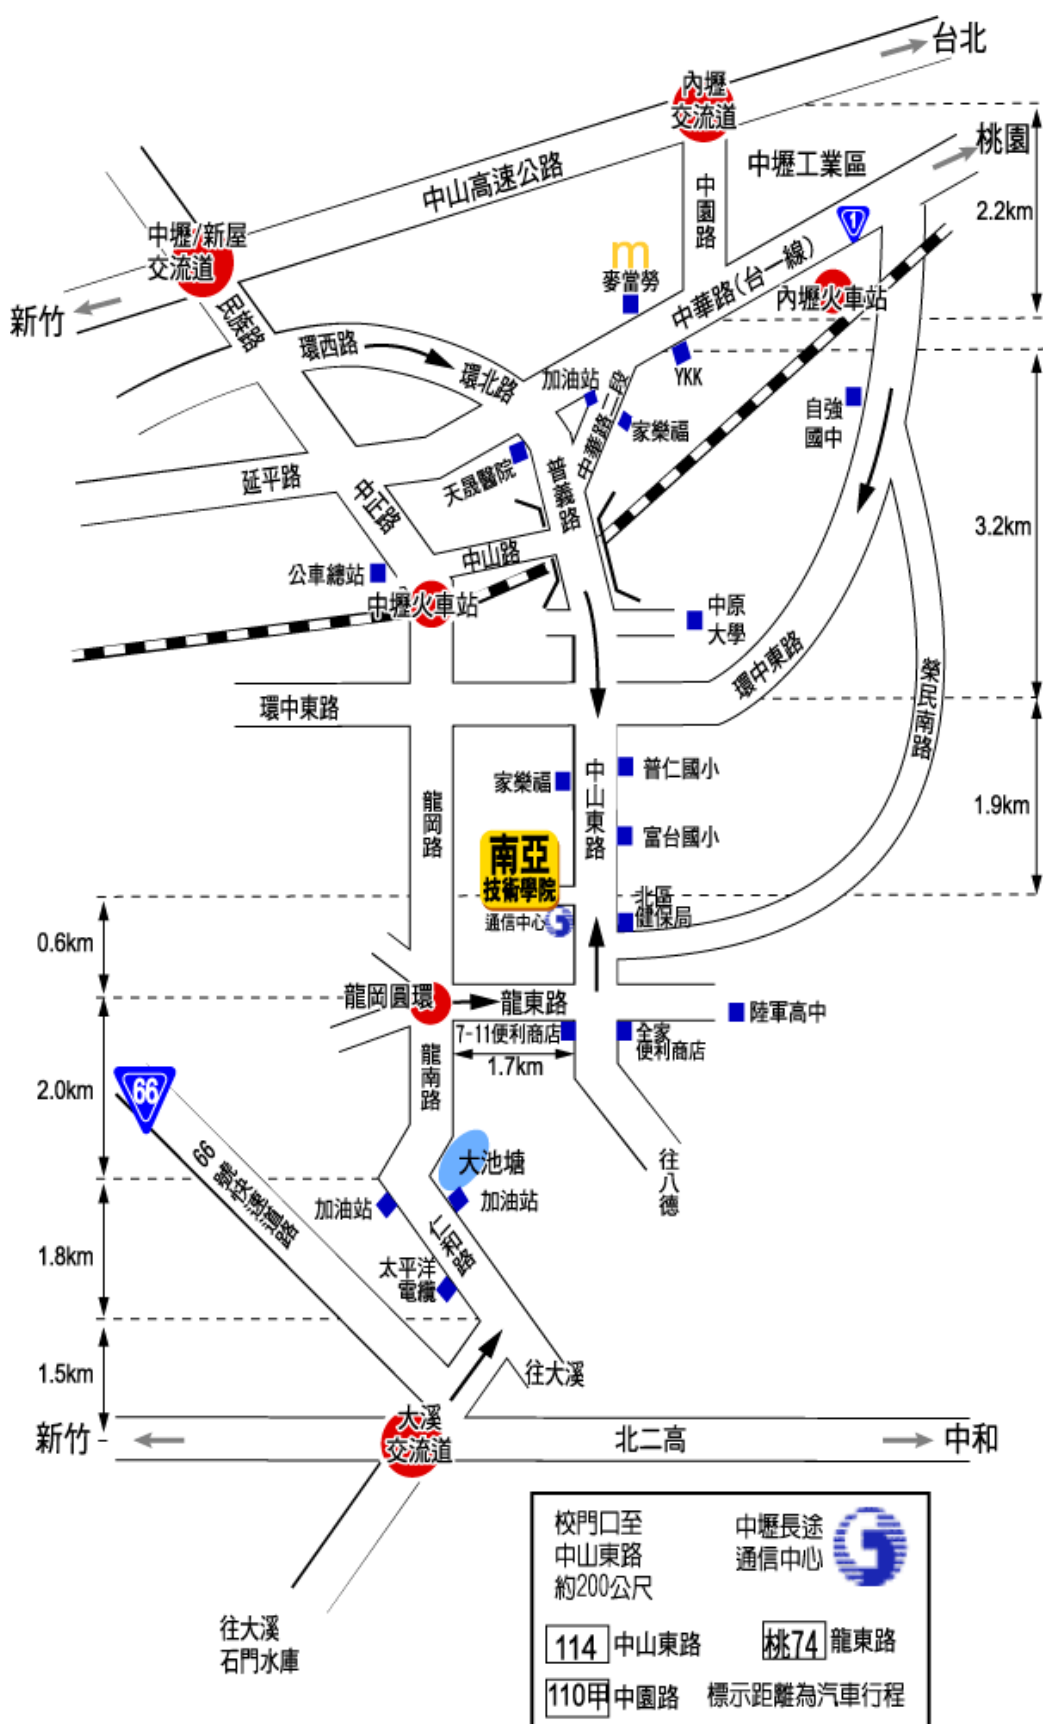 台北
內壢
交流道
桃園
中壢工業區
中山高速公路
中園路
2.2km
1
中壢/新屋
交流道
m
麥當勞
中華路(台一線)
內壢火車站
新竹
民族路
環西路
環北路
加油站
YKK
中華路二段
家樂福
自強
國中
延平路
天晟醫院
普義路
中正路
3.2km
中山路
公車總站
中壢火車站
中原
大學
環中東路
環中東路
榮民南路
家樂福
中山東路
普仁國小
龍岡路
1.9km
富台國小
南亞
技術學院
通信中心
北區
健保局
0.6km
龍岡圓環
龍東路
陸軍高中
7-11便利商店
全家
便利商店
1.7km
龍南路
2.0km
66
66號快速道路
大池塘
往八德
加油站
加油站
仁和路
1.8km
太平洋
電纜
1.5km
往大溪
大溪
交流道
新竹
北二高
中和
校門口至
中山東路
約200公尺
中壢長途
通信中心
往大溪
石門水庫
114 中山東路
桃74 龍東路
110甲 中園路
標示距離為汽車行程